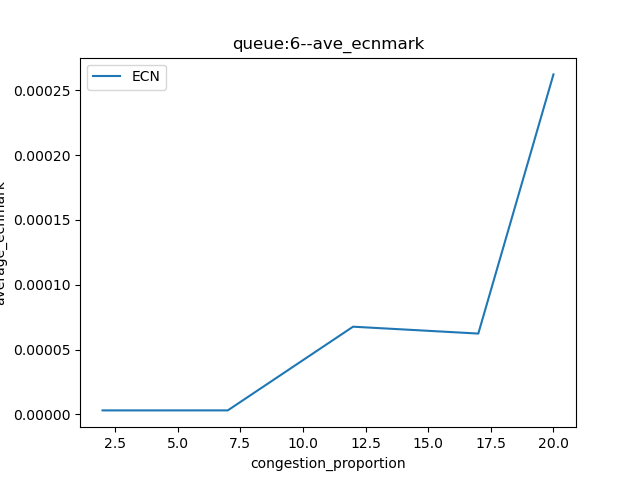 queue:6--ave_ecnmark
ECN
0.00025
0.00020
0.00015
0.00010
0.00005
0.00000
average_ecnmark
2.5 5.0 7.5 10.0 12.5 15.0 17.5 20.0
congestion_proportion